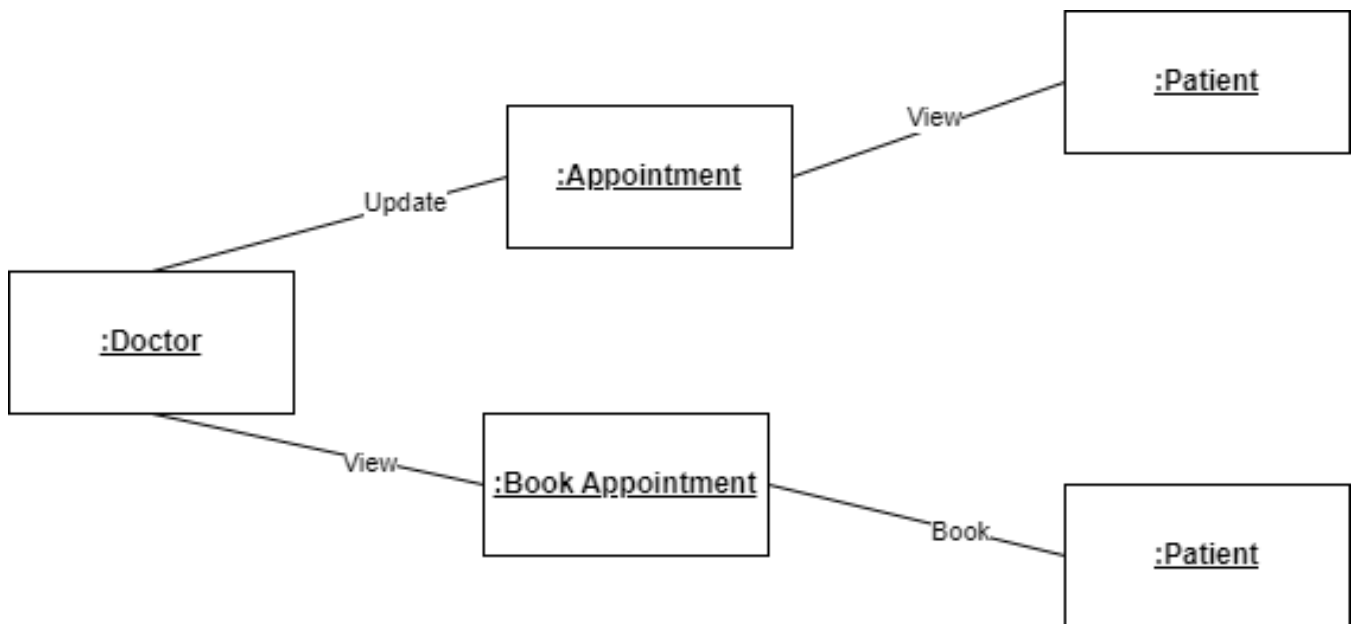 :Patient
View
:Appointment
Update
:Doctor
View
:Book Appointment
Book
:Patient